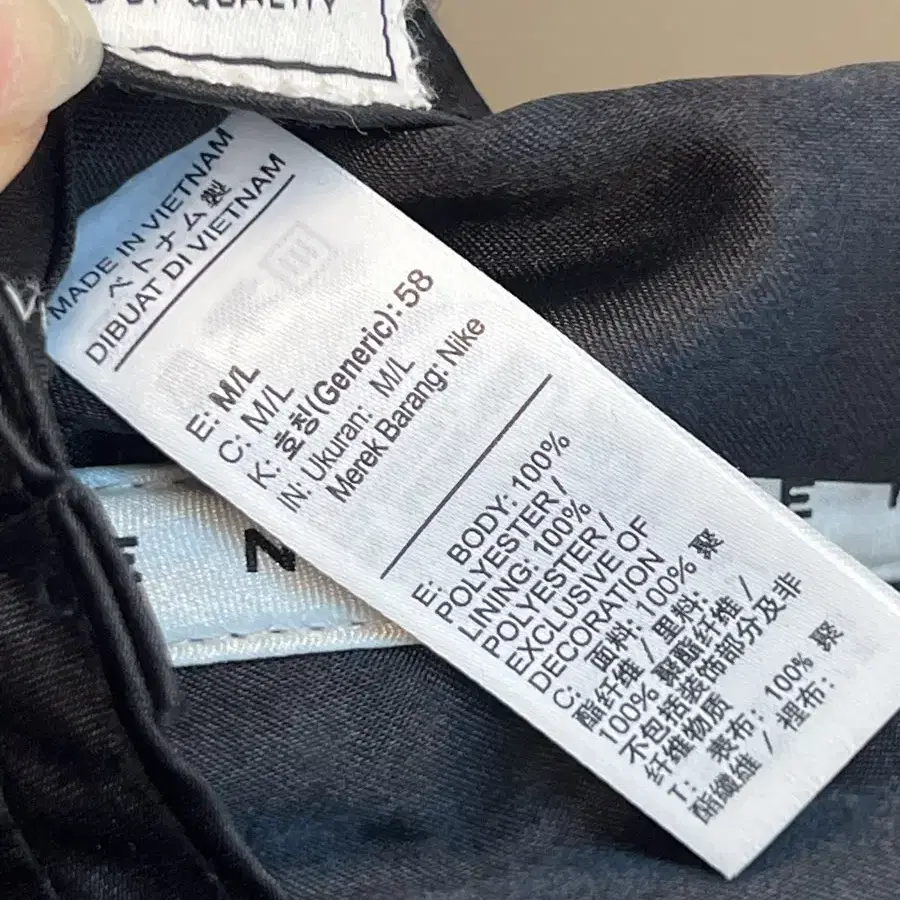 OF QUALITY
MADE IN VIETNAM
ベトナム製
DIBUAT DI VIETNAM
E: M/L
C: M/L
K: 호칭(Generic): 58
IN: Ukuran: M/L
Merek Barang: Nike
E: BODY: 100%
POLYESTER /
LINING: 100%
POLYESTER /
EXCLUSIVE OF
DECORATION
C: 面料: 100% 聚
酯纤维 / 里料:
100% 聚酯纤维 /
不包括装饰部分及非
纤维物质
T: 表布: 100% 聚
酯纖維 / 裡布: